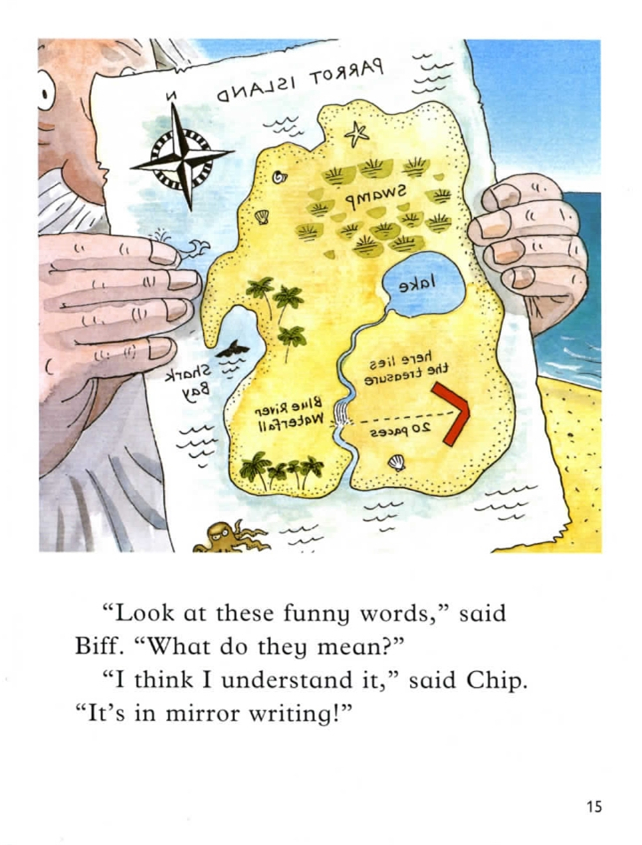 PARROT ISLAND
N
swamp
lake
here lies
the treasure
Shark
Bay
Blue River
Waterfall
20 paces
“Look at these funny words,” said
Biff. “What do they mean?”
“I think I understand it,” said Chip.
“It’s in mirror writing!”
15